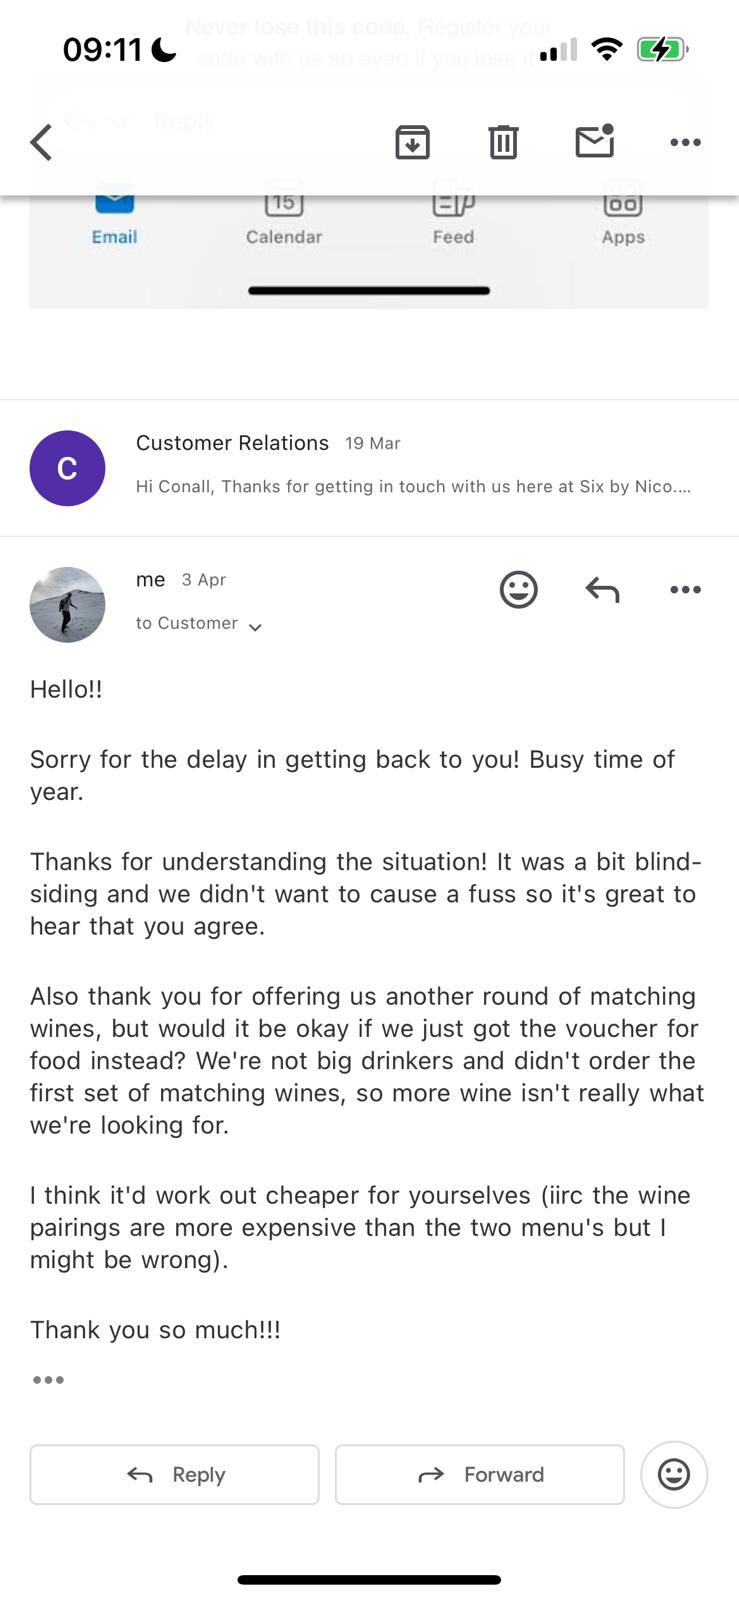 Never lose this code. Register your
09:11
code with us so even if you lose it
Reply
15
Email
Calendar
Feed
Apps
Customer Relations 19 Mar
C
Hi Conall, Thanks for getting in touch with us here at Six by Nico....
me 3 Apr
to Customer
Hello!!
Sorry for the delay in getting back to you! Busy time of
year.
Thanks for understanding the situation! It was a bit blind-
siding and we didn't want to cause a fuss so it's great to
hear that you agree.
Also thank you for offering us another round of matching
wines, but would it be okay if we just got the voucher for
food instead? We're not big drinkers and didn't order the
first set of matching wines, so more wine isn't really what
we're looking for.
I think it'd work out cheaper for yourselves (iirc the wine
pairings are more expensive than the two menu's but I
might be wrong).
Thank you so much!!!
Reply
Forward